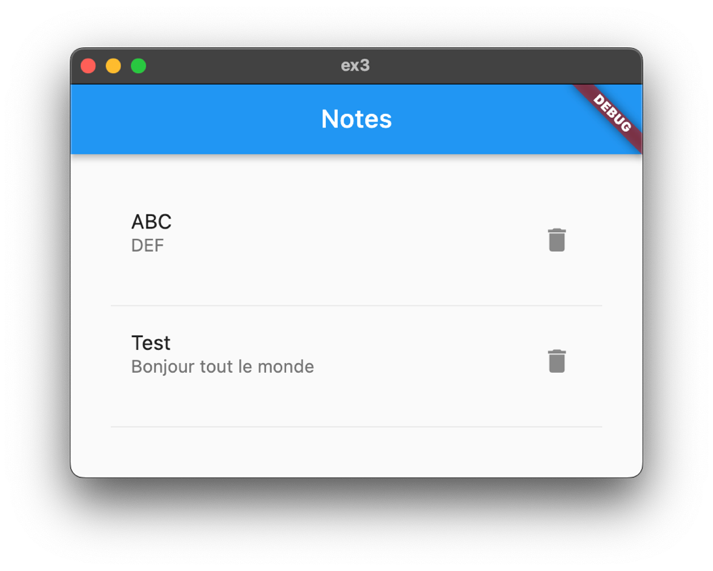 ex3
Notes
DEBUG
ABC
DEF
Test
Bonjour tout le monde